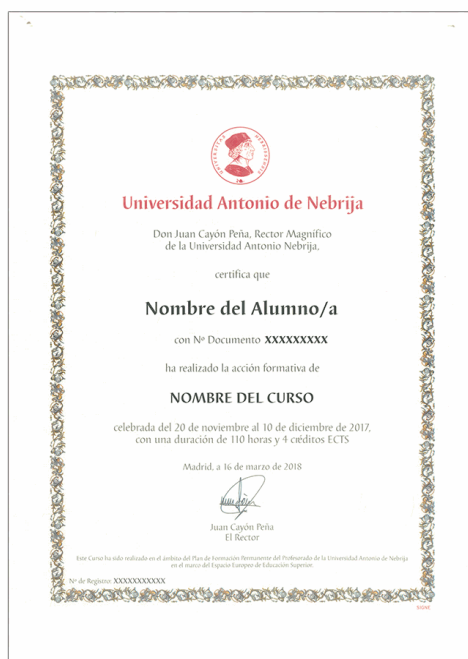 Universidad Antonio de Nebrija
Don Juan Cayón Peña, Rector Magnífico
de la Universidad Antonio Nebrija,
certifica que
Nombre del Alumno/a
con Nº Documento XXXXXXXXX
ha realizado la acción formativa de
NOMBRE DEL CURSO
celebrada del 20 de noviembre al 10 de diciembre de 2017,
con una duración de 110 horas y 4 créditos ECTS
Madrid, a 16 de marzo de 2018
Juan Cayón Peña
El Rector
Este Curso ha sido realizado en el ámbito del Plan de Formación Permanente del Profesorado de la Universidad Antonio de Nebrija
en el marco del Espacio Europeo de Educación Superior.
Nº de Registro: XXXXXXXXXXX